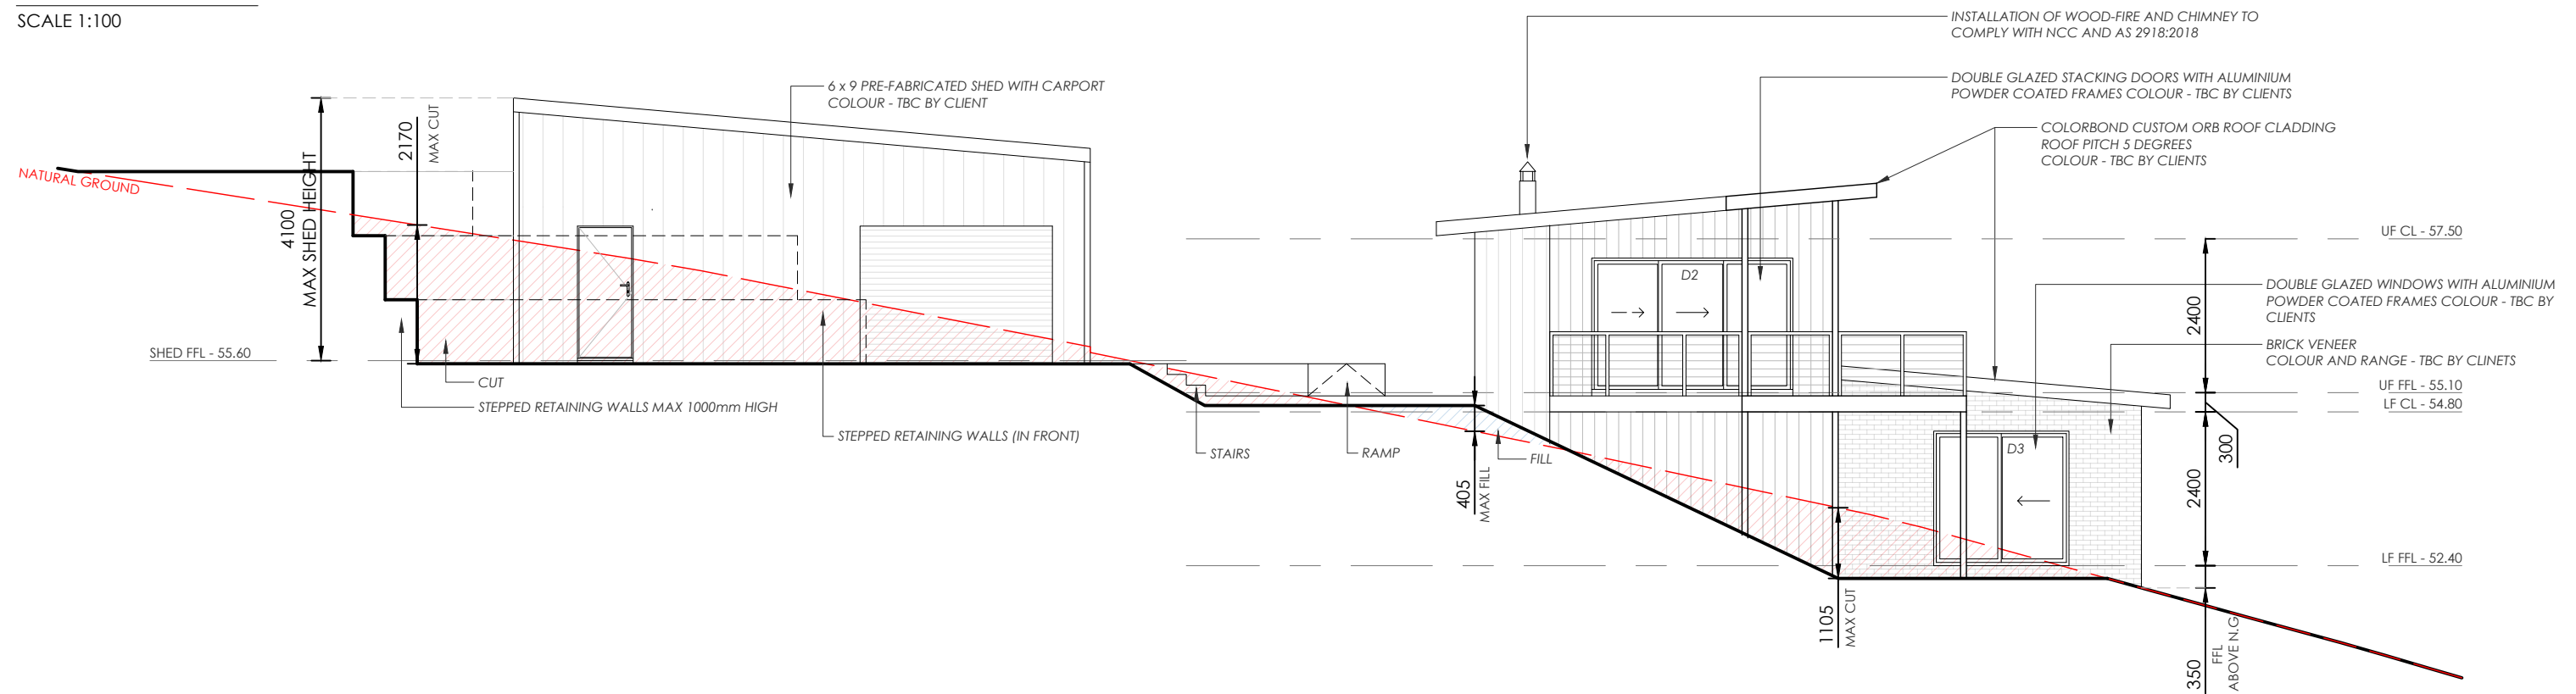 SCALE 1:100
INSTALLATION OF WOOD-FIRE AND CHIMNEY TO
COMPLY WITH NCC AND AS 2918:2018
6 x 9 PRE-FABRICATED SHED WITH CARPORT
COLOUR - TBC BY CLIENT
DOUBLE GLAZED STACKING DOORS WITH ALUMINIUM
POWDER COATED FRAMES COLOUR - TBC BY CLIENTS
COLORBOND CUSTOM ORB ROOF CLADDING
ROOF PITCH 5 DEGREES
COLOUR - TBC BY CLIENTS
NATURAL GROUND
4100
MAX SHED HEIGHT
2170
MAX CUT
UF CL - 57.50
D2
DOUBLE GLAZED WINDOWS WITH ALUMINIUM
POWDER COATED FRAMES COLOUR - TBC BY
CLIENTS
2400
BRICK VENEER
COLOUR AND RANGE - TBC BY CLINETS
SHED FFL - 55.60
CUT
STEPPED RETAINING WALLS MAX 1000mm HIGH
STEPPED RETAINING WALLS (IN FRONT)
STAIRS
RAMP
FILL
405
MAX FILL
UF FFL - 55.10
LF CL - 54.80
300
D3
2400
LF FFL - 52.40
1105
MAX CUT
350
FFL
ABOVE N.G